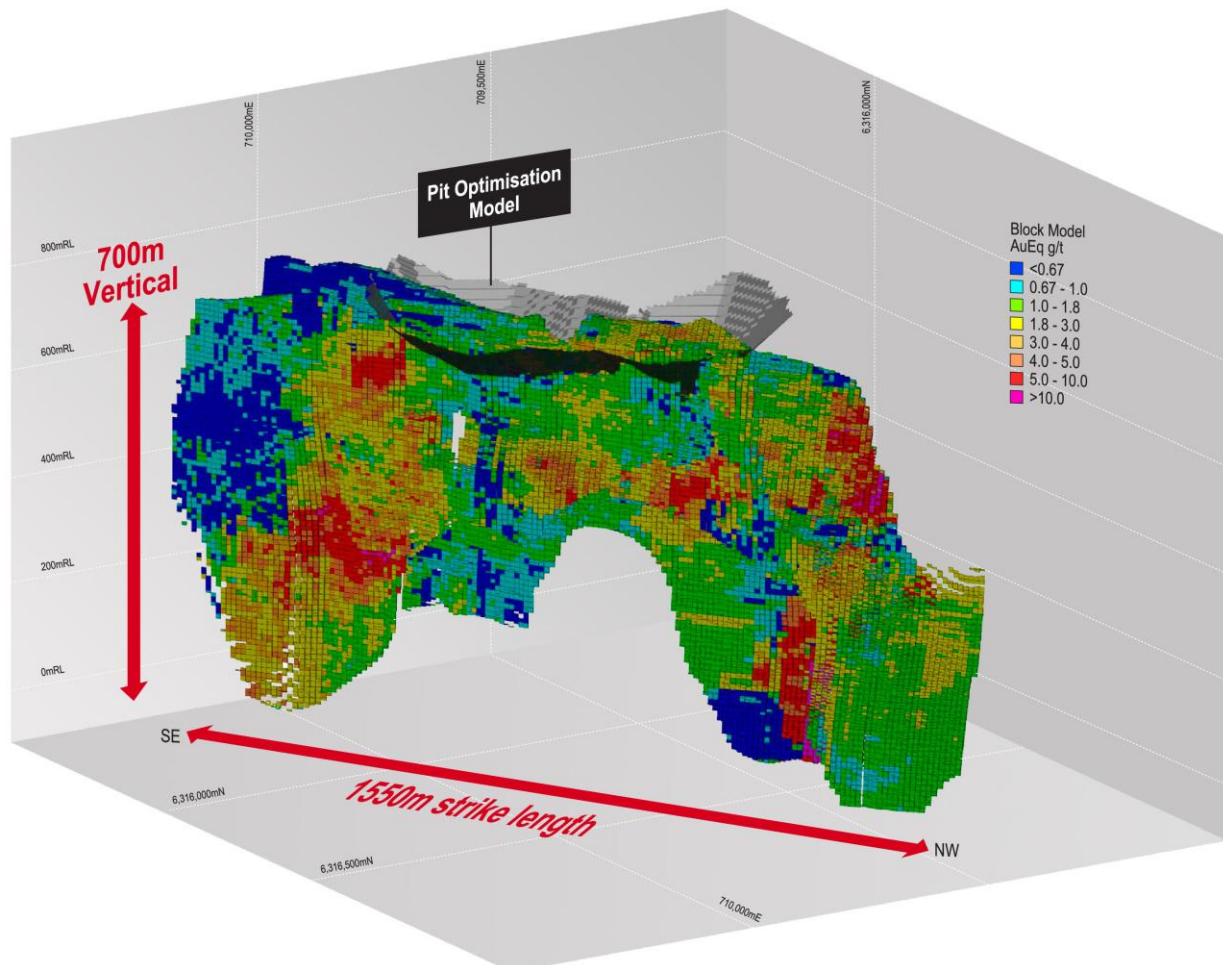 710,000mE
709,500mE
6,316,000mN
Pit Optimisation
Model
800mRL
700m
Vertical
600mRL
400mRL
200mRL
0mRL
Block Model
AuEq g/t
<0.67
0.67 - 1.0
1.0 - 1.8
1.8 - 3.0
3.0 - 4.0
4.0 - 5.0
5.0 - 10.0
>10.0
SE
1550m strike length
NW
6,316,000mN
6,316,500mN
710,000mE